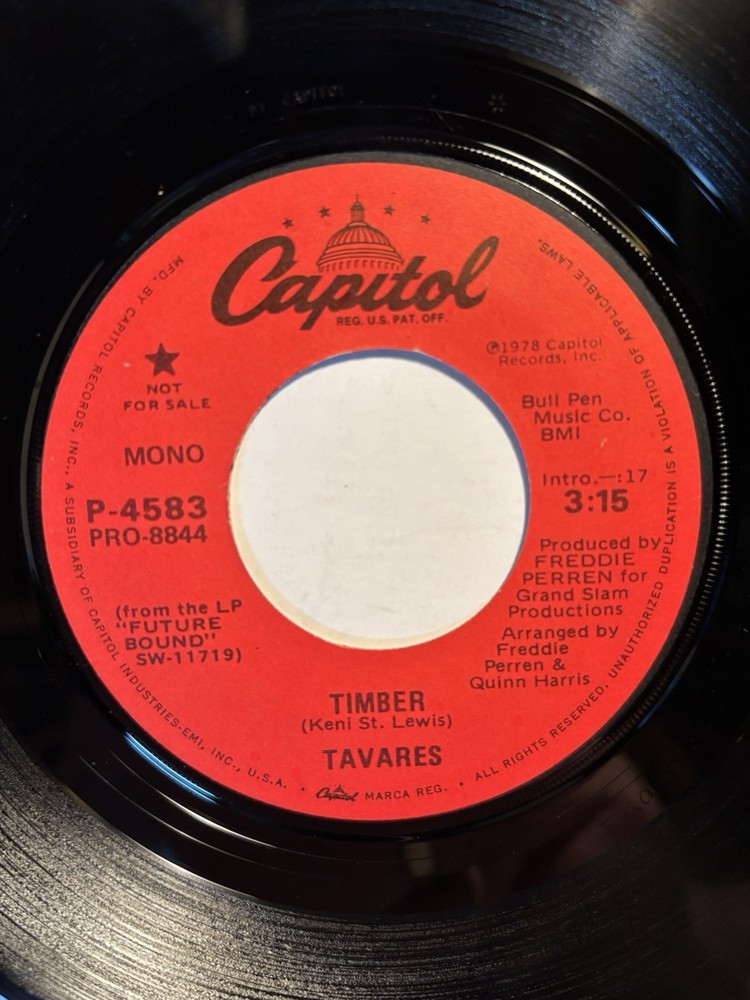 Capitol
REG. U.S. PAT. OFF.
℗1978 Capitol
Records, Inc.
NOT
FOR SALE
MONO
P-4583
PRO-8844
(from the LP
"FUTURE
BOUND"
SW-11719)
Bull Pen
Music Co.
BMI
Intro.—:17
3:15
Produced by
FREDDIE
PERREN for
Grand Slam
Productions
Arranged by
Freddie
Perren &
Quinn Harris
TIMBER
(Keni St. Lewis)
TAVARES
MFD. BY CAPITOL RECORDS, INC., A SUBSIDIARY OF CAPITOL INDUSTRIES-EMI, INC., U.S.A. • Capitol MARCA REG. • ALL RIGHTS RESERVED. UNAUTHORIZED DUPLICATION IS A VIOLATION OF APPLICABLE LAWS.
BY CAPITOL